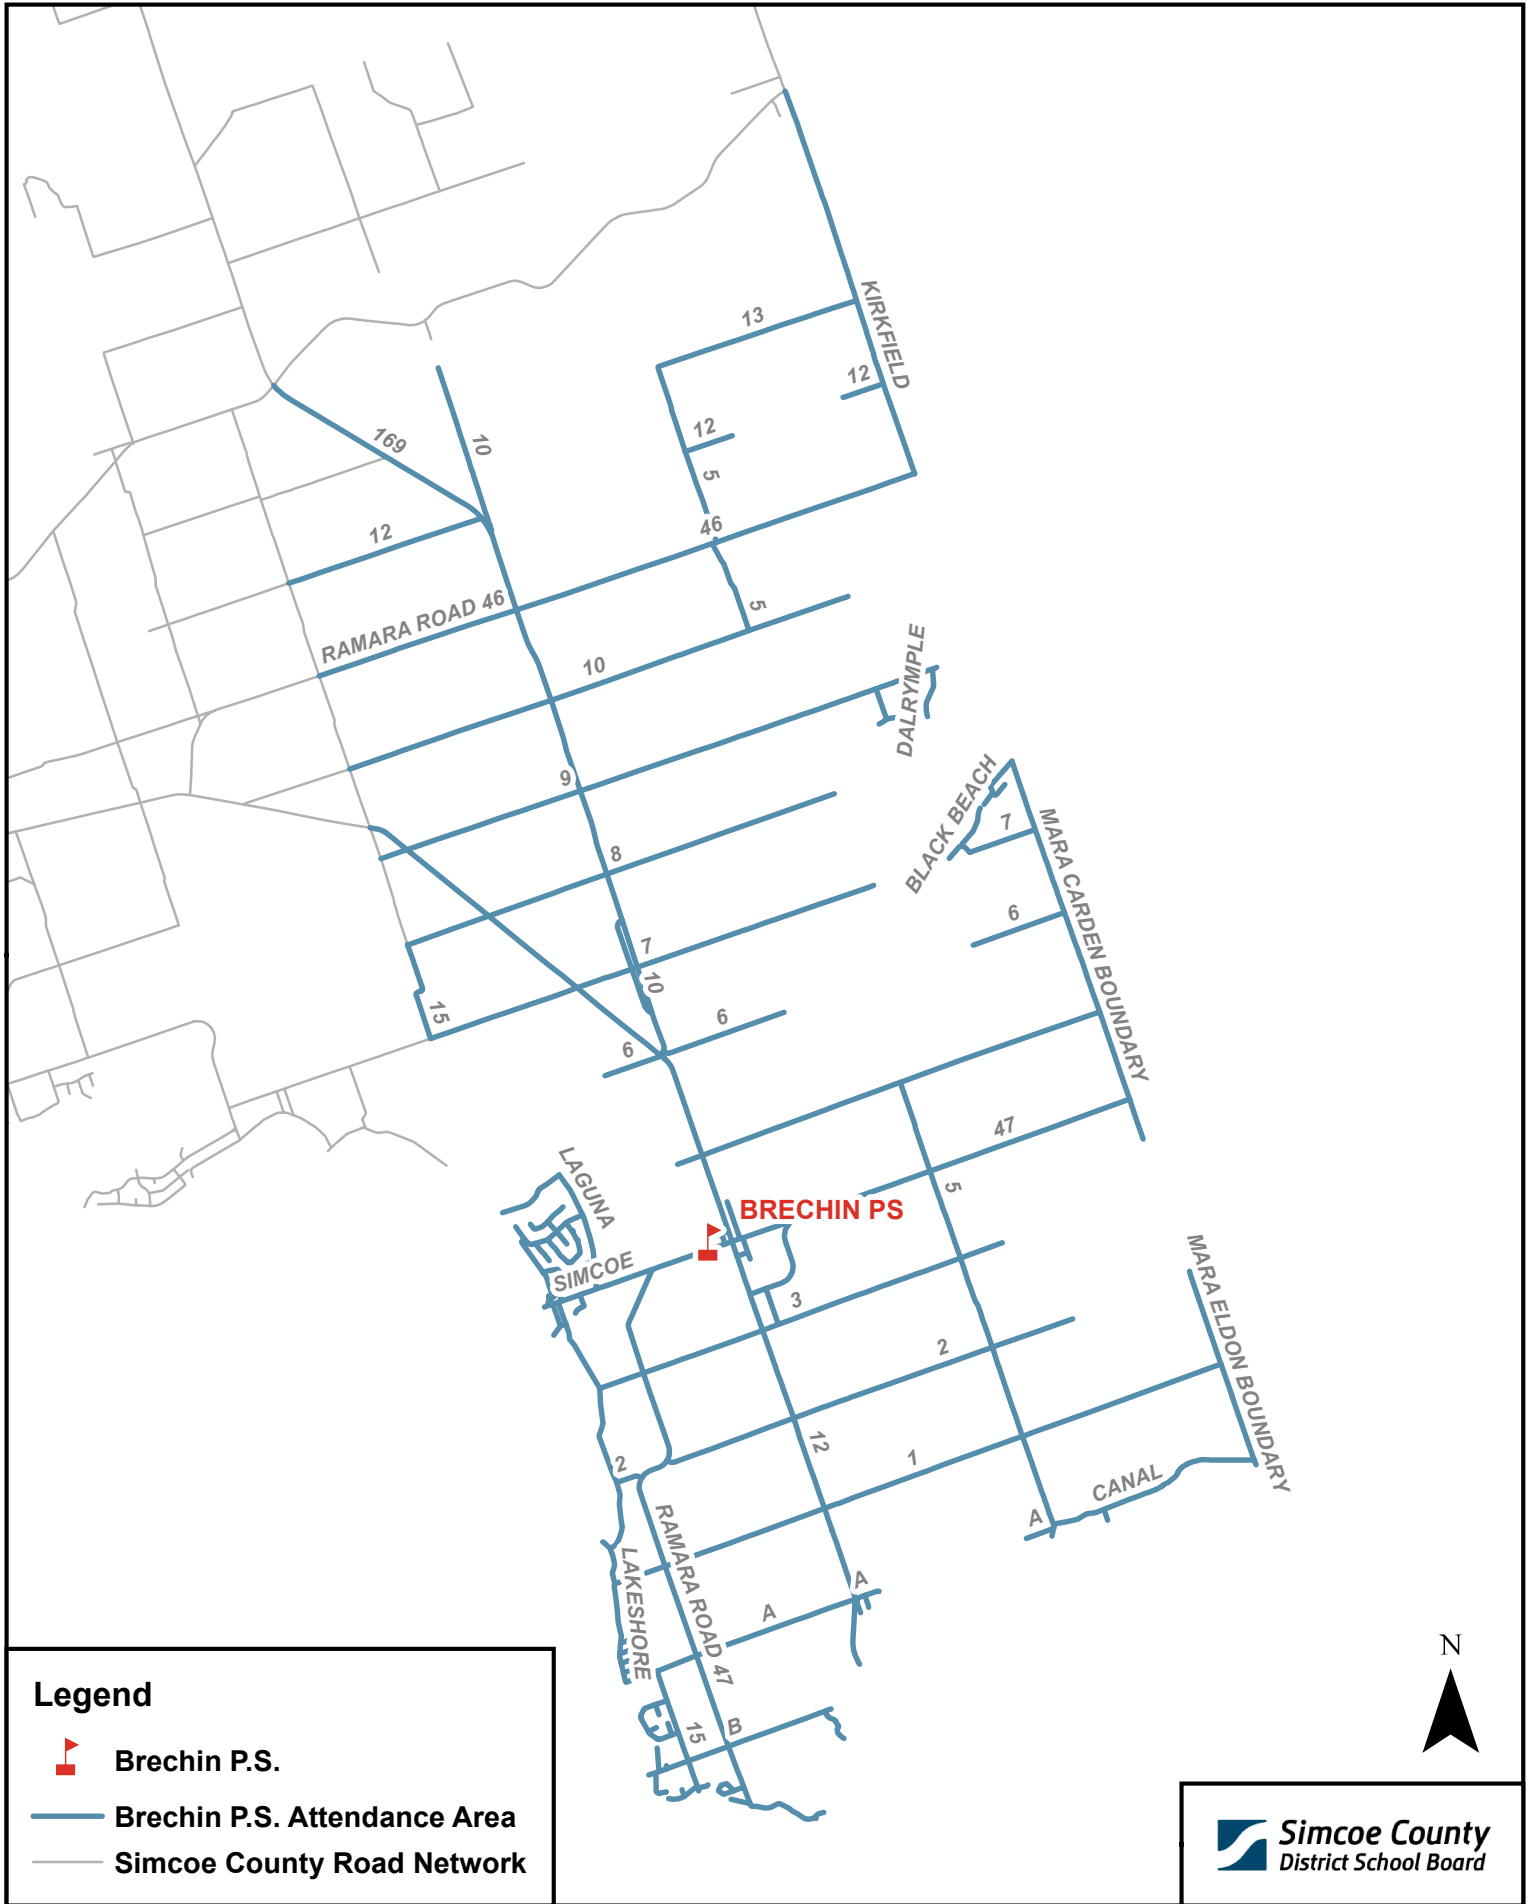 KIRKFIELD
13
12
12
5
169
10
12
46
RAMARA ROAD 46
5
10
DALRYMPLE
9
BLACK BEACH
7
MARA CARDEN BOUNDARY
8
6
7
10
15
6
6
47
LAGUNA
5
BRECHIN PS
SIMCOE
MARA ELDON BOUNDARY
3
2
12
1
2
CANAL
A
RAMARA ROAD 47
LAKESHORE
A
A
15
B
N
Legend
Brechin P.S.
Brechin P.S. Attendance Area
Simcoe County Road Network
Simcoe County
District School Board